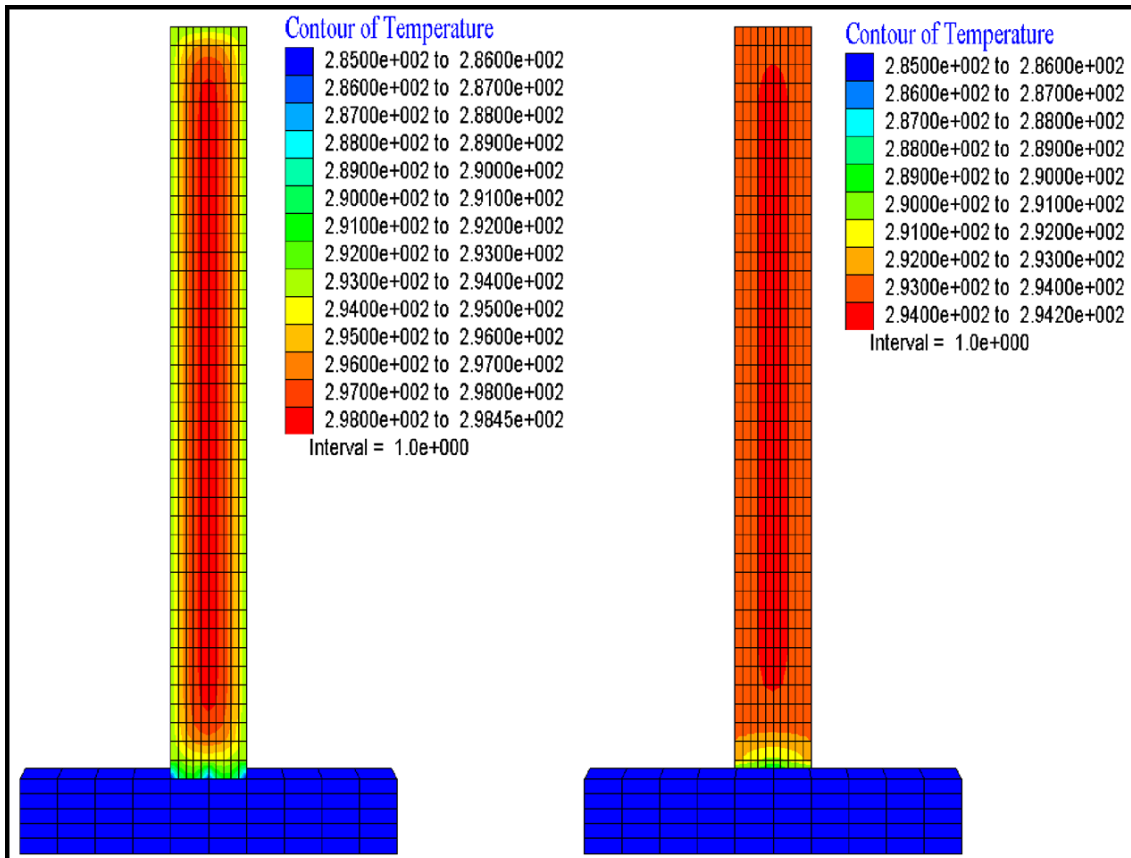 Contour of Temperature
2.8500e+002 to 2.8600e+002
2.8600e+002 to 2.8700e+002
2.8700e+002 to 2.8800e+002
2.8800e+002 to 2.8900e+002
2.8900e+002 to 2.9000e+002
2.9000e+002 to 2.9100e+002
2.9100e+002 to 2.9200e+002
2.9200e+002 to 2.9300e+002
2.9300e+002 to 2.9400e+002
2.9400e+002 to 2.9500e+002
2.9500e+002 to 2.9600e+002
2.9600e+002 to 2.9700e+002
2.9700e+002 to 2.9800e+002
2.9800e+002 to 2.9845e+002
Interval = 1.0e+000
Contour of Temperature
2.8500e+002 to 2.8600e+002
2.8600e+002 to 2.8700e+002
2.8700e+002 to 2.8800e+002
2.8800e+002 to 2.8900e+002
2.8900e+002 to 2.9000e+002
2.9000e+002 to 2.9100e+002
2.9100e+002 to 2.9200e+002
2.9200e+002 to 2.9300e+002
2.9300e+002 to 2.9400e+002
2.9400e+002 to 2.9420e+002
Interval = 1.0e+000